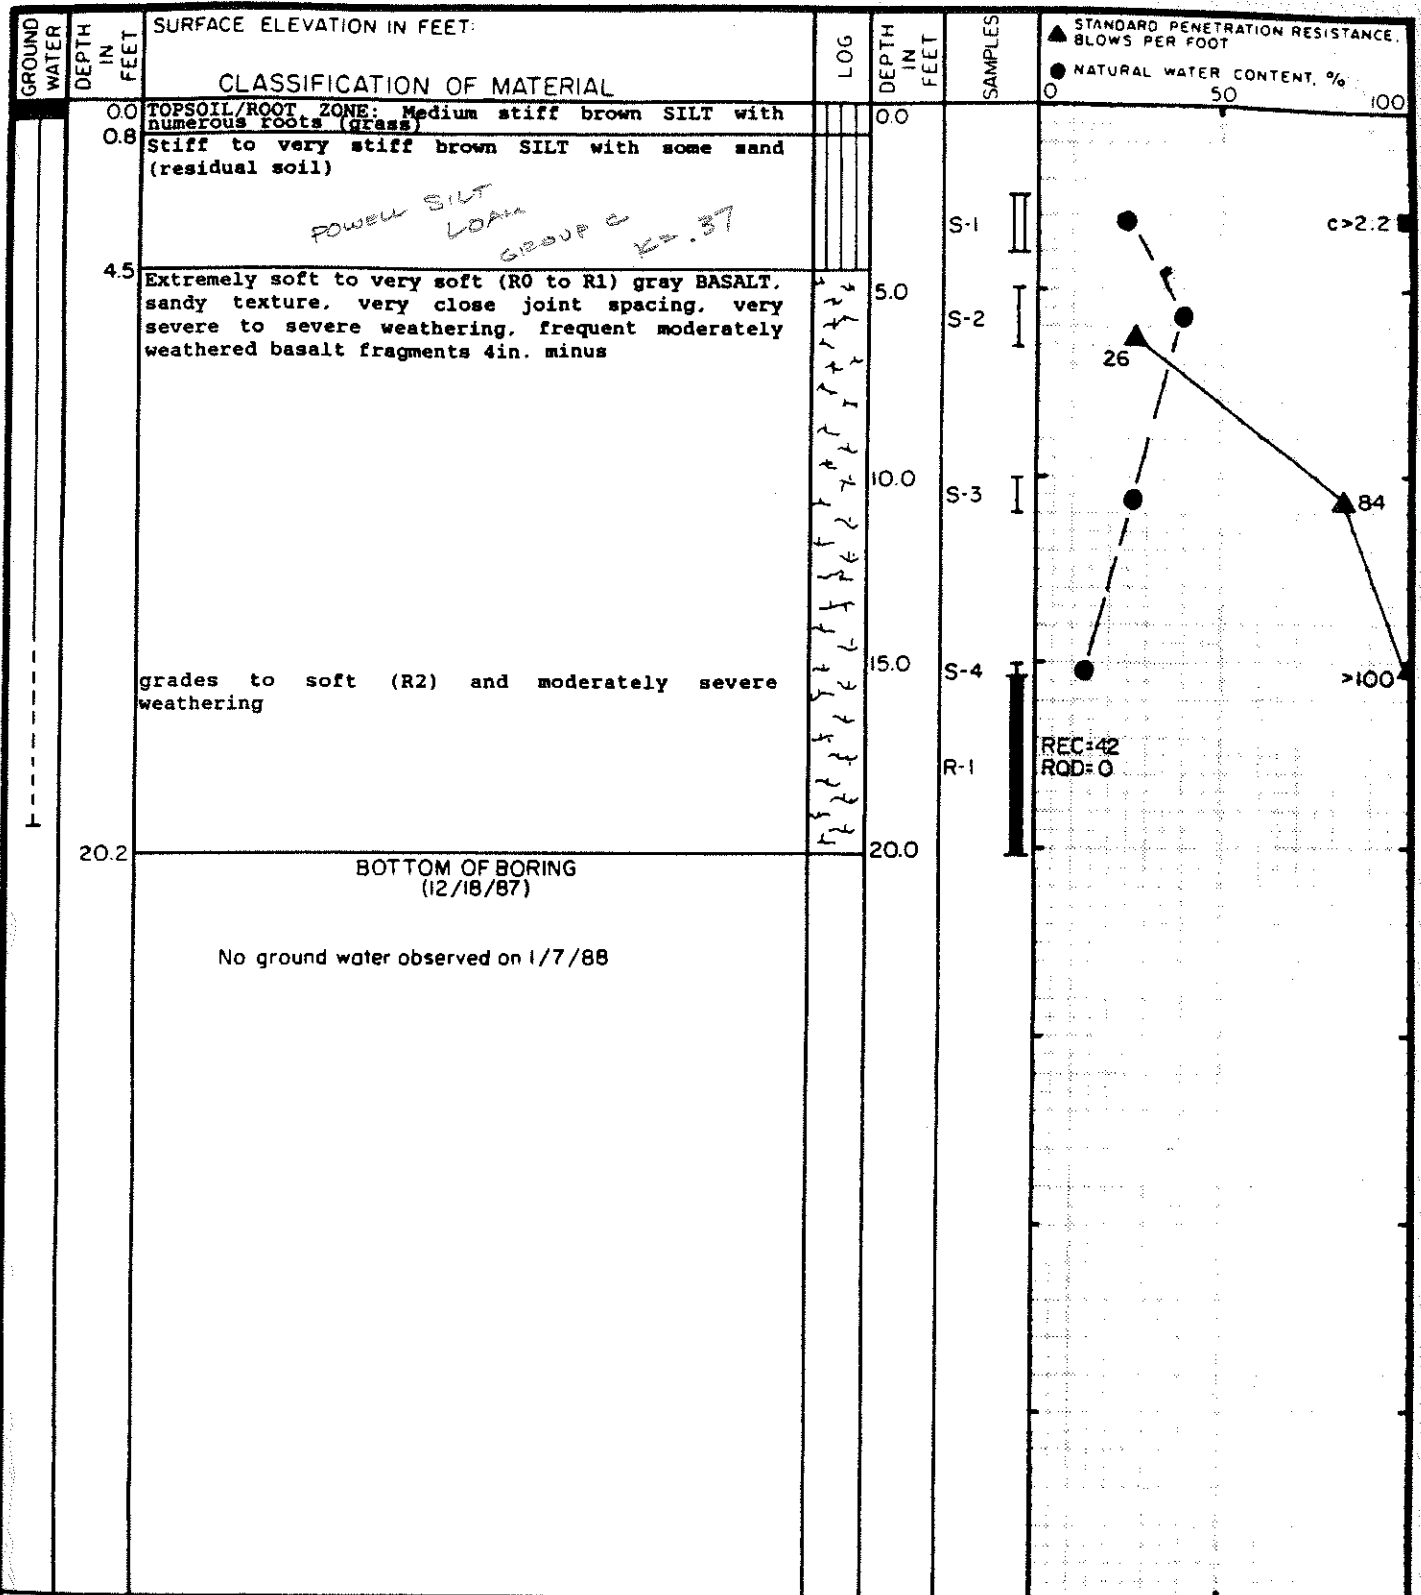 GROUND WATER
DEPTH IN FEET
SURFACE ELEVATION IN FEET:
CLASSIFICATION OF MATERIAL
LOG
DEPTH IN FEET
SAMPLES
▲ STANDARD PENETRATION RESISTANCE,
BLOWS PER FOOT
● NATURAL WATER CONTENT, %
0 50 100
0.0 TOPSOIL/ROOT ZONE: Medium stiff brown SILT with
numerous roots (grass)
0.0
0.8 Stiff to very stiff brown SILT with some sand
(residual soil)
POWELL SILT
LOAM
GROUP C
K= .37
S-1
c>2.2
4.5 Extremely soft to very soft (R0 to R1) gray BASALT,
sandy texture, very close joint spacing, very
severe to severe weathering, frequent moderately
weathered basalt fragments 4in. minus
5.0
S-2
26
10.0
S-3
84
15.0
S-4
>100
grades to soft (R2) and moderately severe
weathering
R-1
REC=42
RQD=0
20.2
20.0
BOTTOM OF BORING
(12/18/87)
No ground water observed on 1/7/88